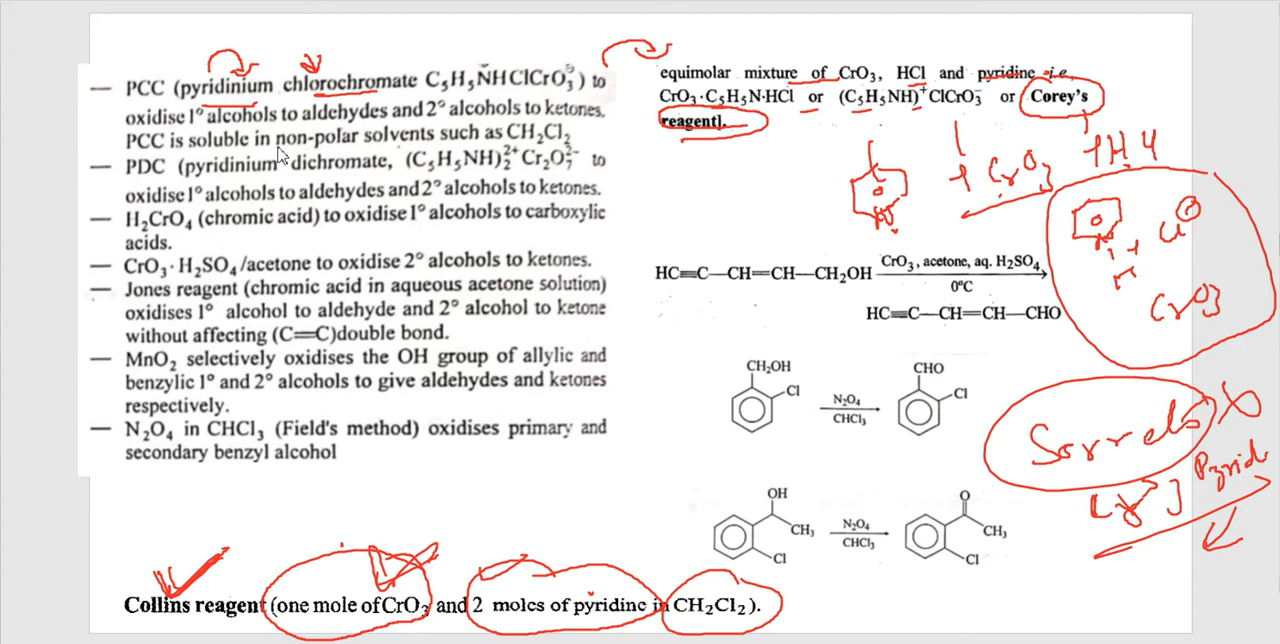 — PCC (pyridinium chlorochromate C₅H₅N̄HClCrO₃⁻) to
oxidise 1° alcohols to aldehydes and 2° alcohols to ketones.
PCC is soluble in non-polar solvents such as CH₂Cl₂
— PDC (pyridinium dichromate, (C₅H₅NH)₂²⁺Cr₂O₇²⁻ to
oxidise 1° alcohols to aldehydes and 2° alcohols to ketones.
— H₂CrO₄ (chromic acid) to oxidise 1° alcohols to carboxylic
acids.
— CrO₃·H₂SO₄/acetone to oxidise 2° alcohols to ketones.
— Jones reagent (chromic acid in aqueous acetone solution)
oxidises 1° alcohol to aldehyde and 2° alcohol to ketone
without affecting (C=C)double bond.
— MnO₂ selectively oxidises the OH group of allylic and
benzylic 1° and 2° alcohols to give aldehydes and ketones
respectively.
— N₂O₄ in CHCl₃ (Field's method) oxidises primary and
secondary benzyl alcohol
equimolar mixture of CrO₃, HCl and pyridine i.e.,
CrO₃·C₅H₅N·HCl or (C₅H₅NH)⁺ClCrO₃⁻ or Corey's
reagent].
+ CrO₃
N
+ Cl⊖
H
CrO₃
HC≡C—CH=CH—CH₂OH
CrO₃, acetone, aq. H₂SO₄
0°C
HC≡C—CH=CH—CHO
CH₂OH
Cl
N₂O₄
CHCl₃
CHO
Cl
OH
CH₃
Cl
N₂O₄
CHCl₃
O
CH₃
Cl
Pyrid
Collins reagent (one mole of CrO₃ and 2 moles of pyridine in CH₂Cl₂).